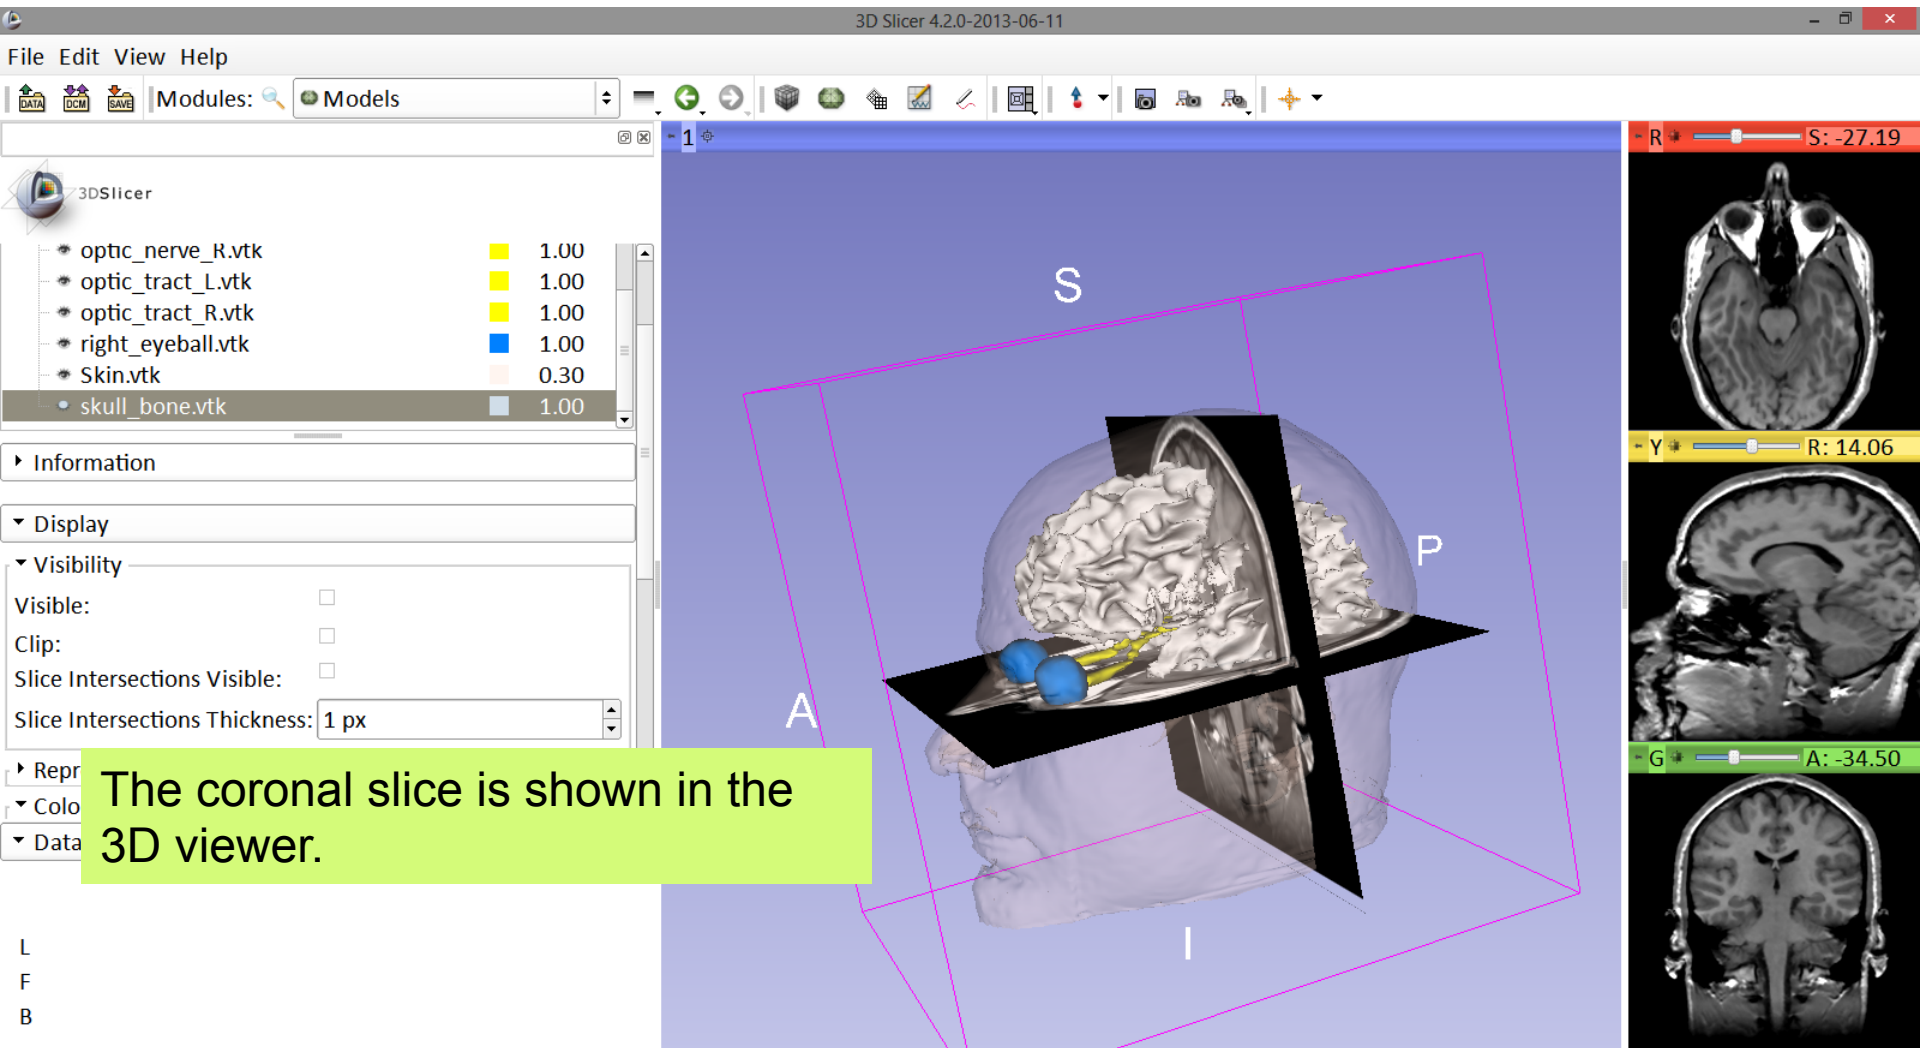 3D Slicer 4.2.0-2013-06-11
File Edit View Help
DATA DCM SAVE Modules: Models
1
R S: -27.19
3DSlicer
optic_nerve_R.vtk 1.00
optic_tract_L.vtk 1.00
optic_tract_R.vtk 1.00
right_eyeball.vtk 1.00
Skin.vtk 0.30
skull_bone.vtk 1.00
Information
Display
Visibility
Visible:
Clip:
Slice Intersections Visible:
Slice Intersections Thickness: 1 px
Repr
Colo
Data
The coronal slice is shown in the
3D viewer.
L
F
B
S
P
A
I
Y R: 14.06
G A: -34.50